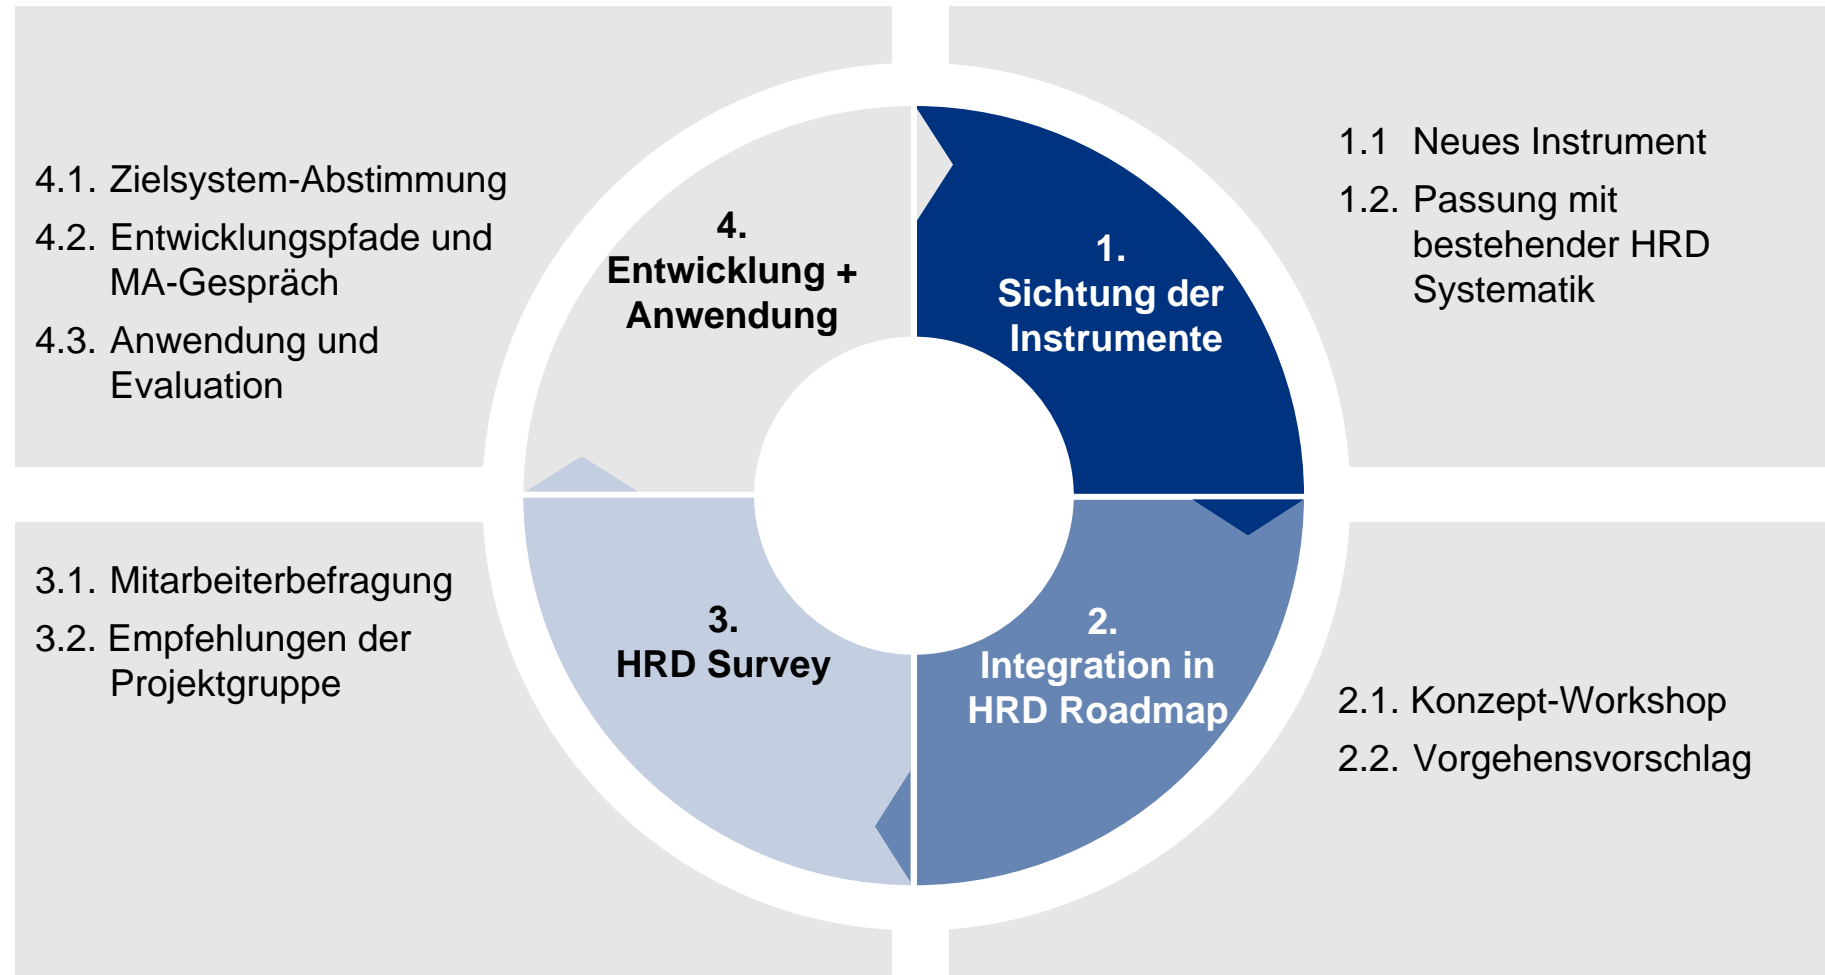 4.1. Zielsystem-Abstimmung
4.2. Entwicklungspfade und
MA-Gespräch
4.3. Anwendung und
Evaluation
4.
Entwicklung +
Anwendung
1.
Sichtung der
Instrumente
1.1 Neues Instrument
1.2. Passung mit
bestehender HRD
Systematik
3.1. Mitarbeiterbefragung
3.2. Empfehlungen der
Projektgruppe
3.
HRD Survey
2.
Integration in
HRD Roadmap
2.1. Konzept-Workshop
2.2. Vorgehensvorschlag